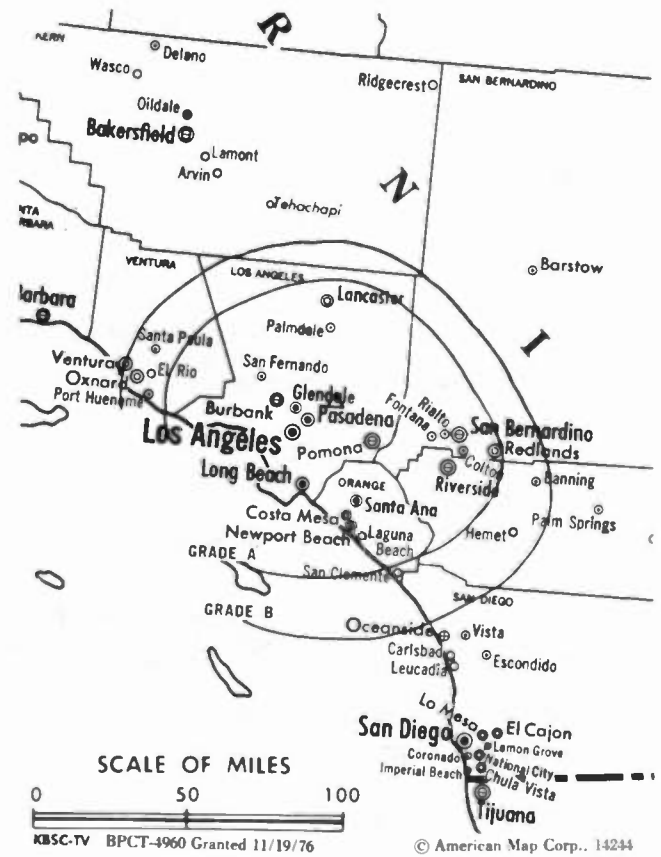 R
KERN
Delano
Wasco
Ridgecrest
SAN BERNARDINO
Oildale
Bakersfield
po
Lamont
Arvin
N
Tehachapi
NTA
RBARA
VENTURA
LOS ANGELES
Barstow
Barbara
Lancaster
I
Palmdale
Santa Paula
Ventura
El Rio
San Fernando
Oxnard
Port Hueneme
Burbank
Glendale
Pasadena
Fontana
Rialto
San Bernardino
Los Angeles
Pomona
Colton
Redlands
Long Beach
ORANGE
Riverside
Banning
Santa Ana
Costa Mesa
Palm Springs
Newport Beach
Laguna
Beach
Hemet
GRADE A
San Clemente
SAN DIEGO
GRADE B
Oceanside
Vista
Carlsbad
Leucadia
Escondido
La Mesa
San Diego
El Cajon
Lemon Grove
Coronado
National City
Imperial Beach
Chula Vista
Tijuana
SCALE OF MILES
0 50 100
KBSC-TV BPCT-4960 Granted 11/19/76
© American Map Corp., 14244